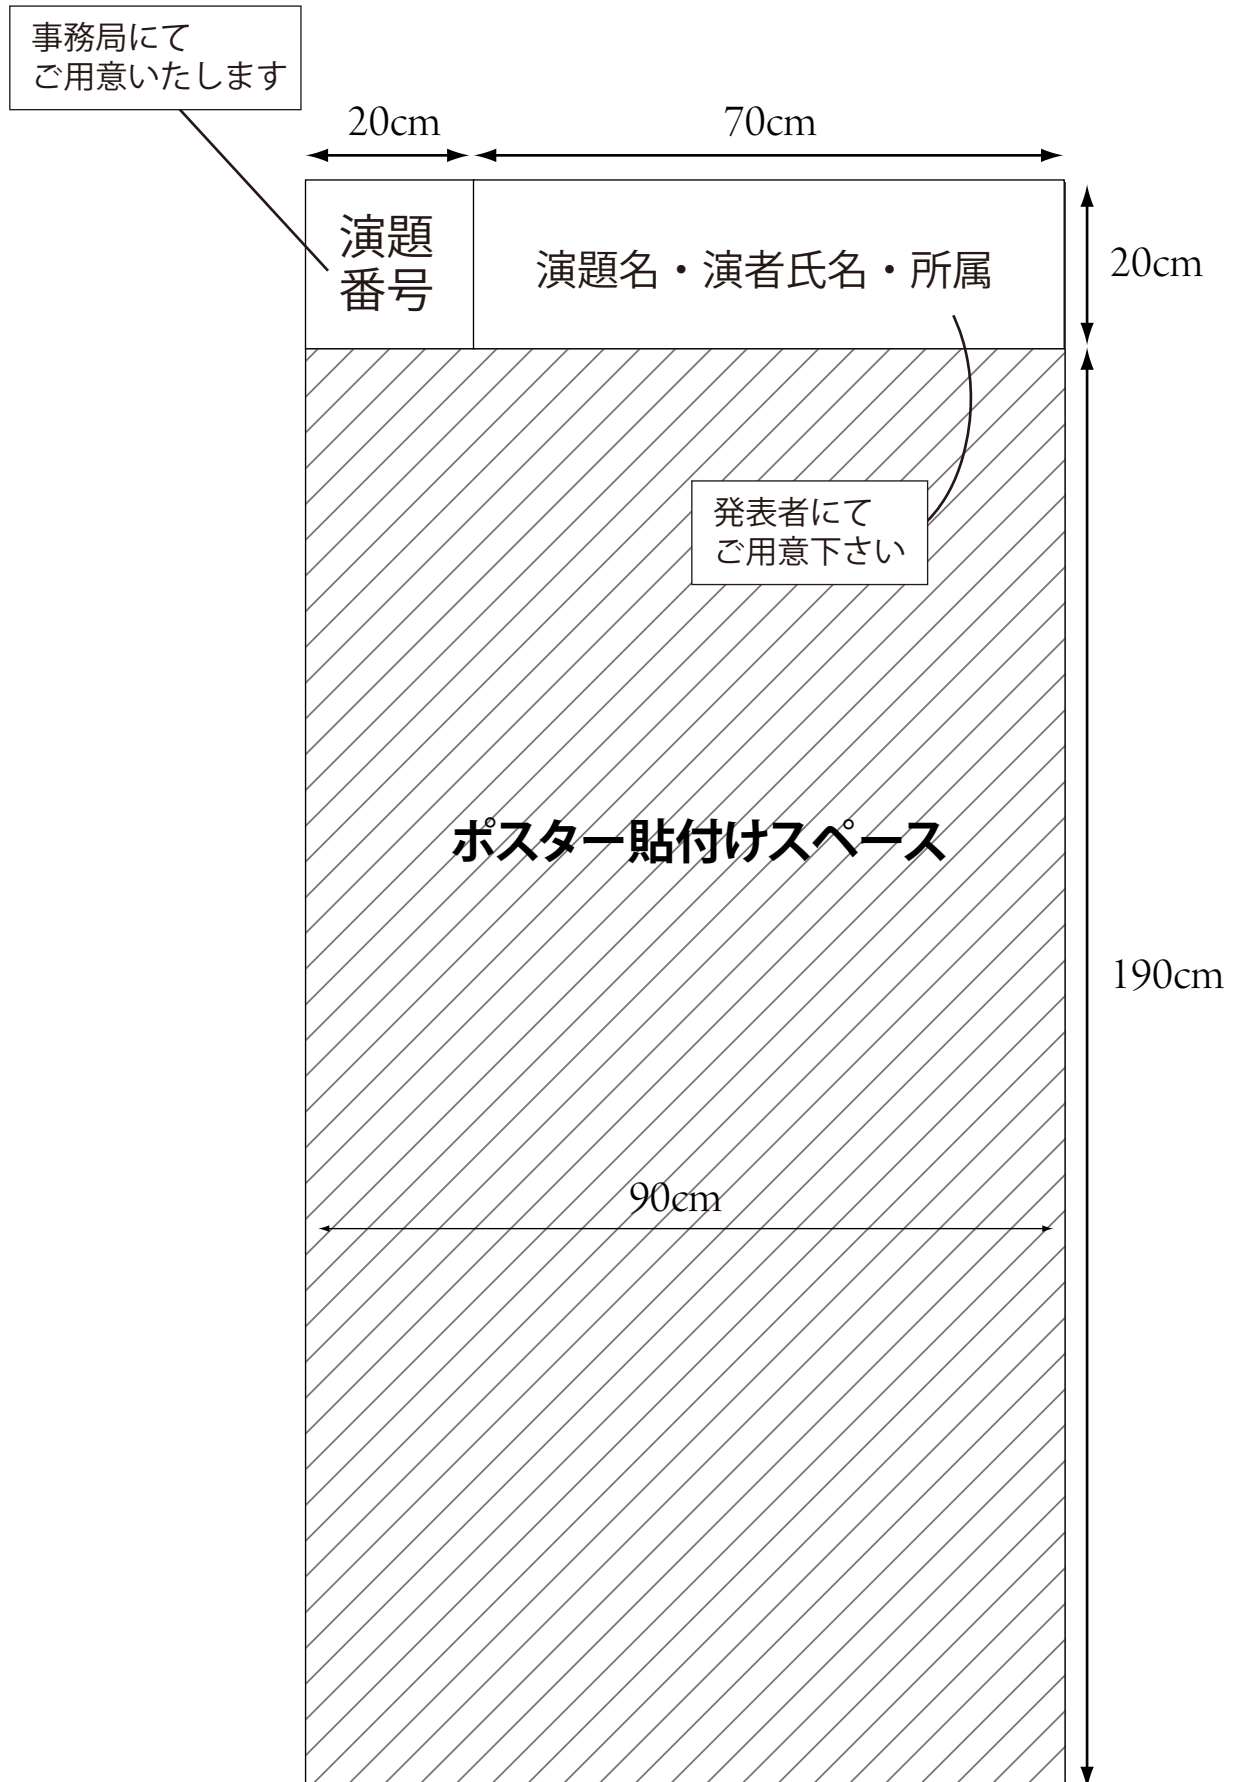 事務局にて
ご用意いたします
20cm
70cm
演題
番号
演題名・演者氏名・所属
20cm
発表者にて
ご用意下さい
ポスター貼付けスペース
190cm
90cm